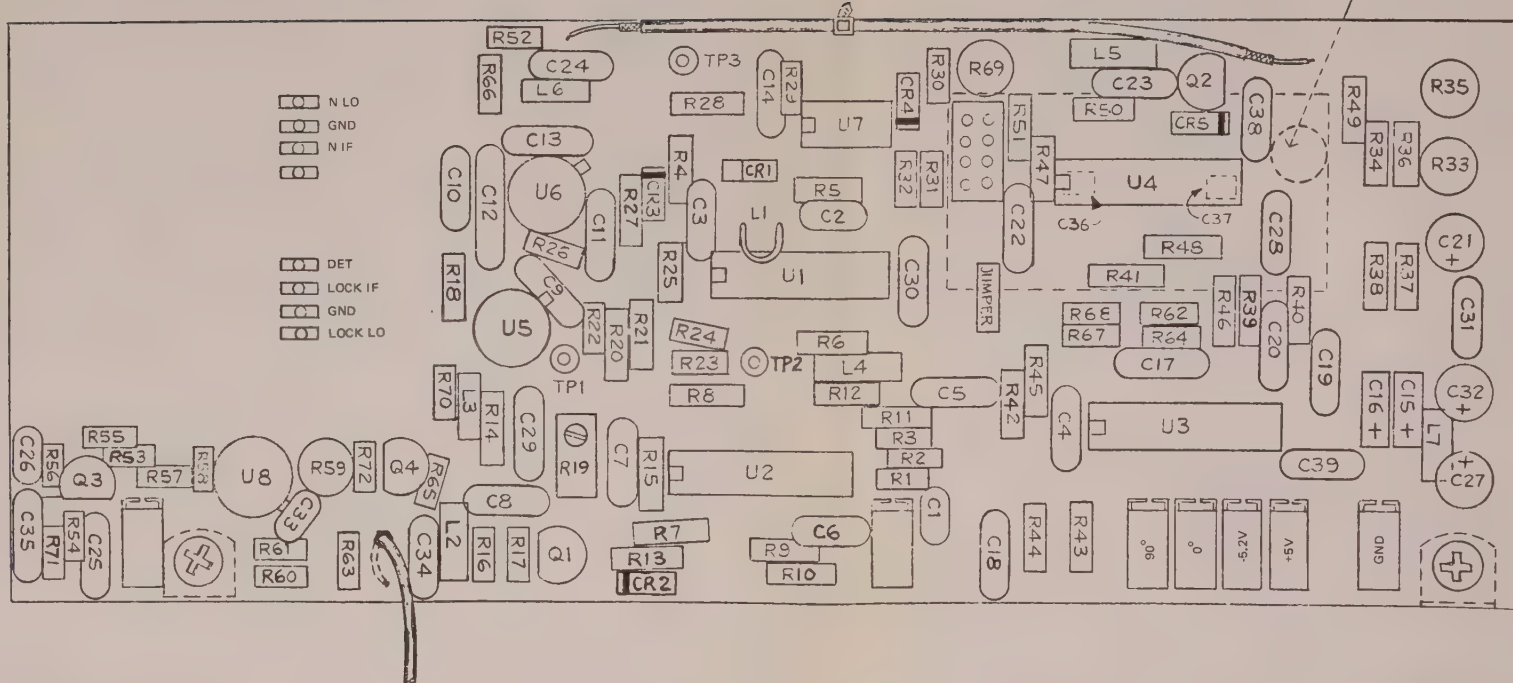 R52
C24
L6
R66
TP3
R28
C14
R29
U7
CR4
R30
R69
L5
C23
Q2
R50
CR5
C38
R51
R47
R49
R35
R34
R36
R33
N LO
GND
N IF
C13
C10
C12
U6
C11
R27
CR3
R4
C3
CR1
R5
C2
L1
R32
R31
C22
U4
C36
C37
C28
R26
R18
C9
U5
R22
R20
R21
R25
U1
C30
JUMPER
R48
R41
R46
R39
R40
C21
+
R38
R37
C31
DET
LOCK IF
GND
LOCK LO
TP1
R24
R23
R8
TP2
R6
L4
R12
C5
R68
R67
R62
R64
C17
C20
C19
R70
L3
R14
C29
R19
C7
R15
U2
R11
R3
R2
R1
R42
R45
C4
U3
C16 +
C15 +
C32
+
L7
C39
+
C27
C26
R56
R55
R53
R57
Q3
R58
U8
R59
R72
Q4
R65
C8
C35
R71
R54
C25
C33
R61
R60
R63
C34
L2
R16
R17
Q1
R7
R13
CR2
R9
R10
C6
C1
C18
R44
R43
90°
0°
-5.2V
+5V
GND